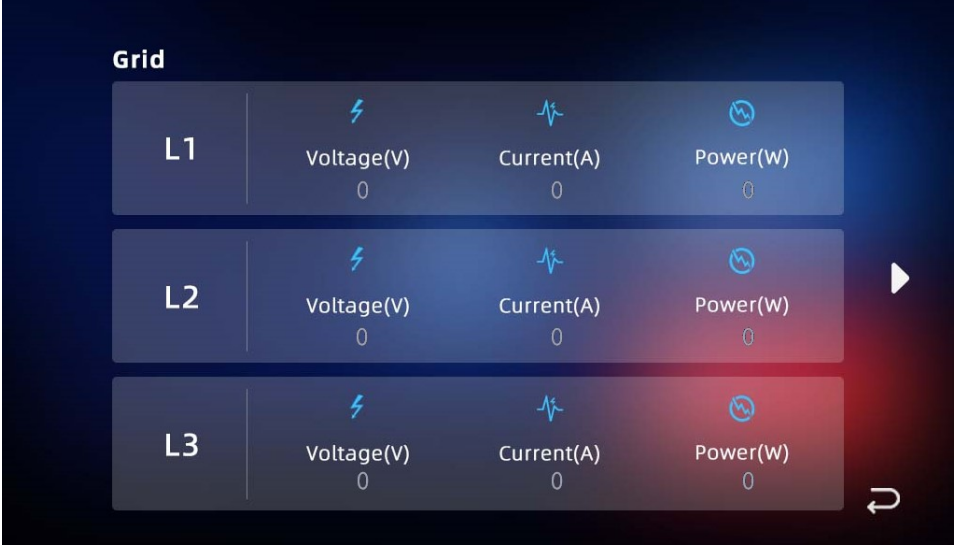 Grid
L1
Voltage(V) Current(A) Power(W)
0 0 0
L2
Voltage(V) Current(A) Power(W)
0 0 0
L3
Voltage(V) Current(A) Power(W)
0 0 0